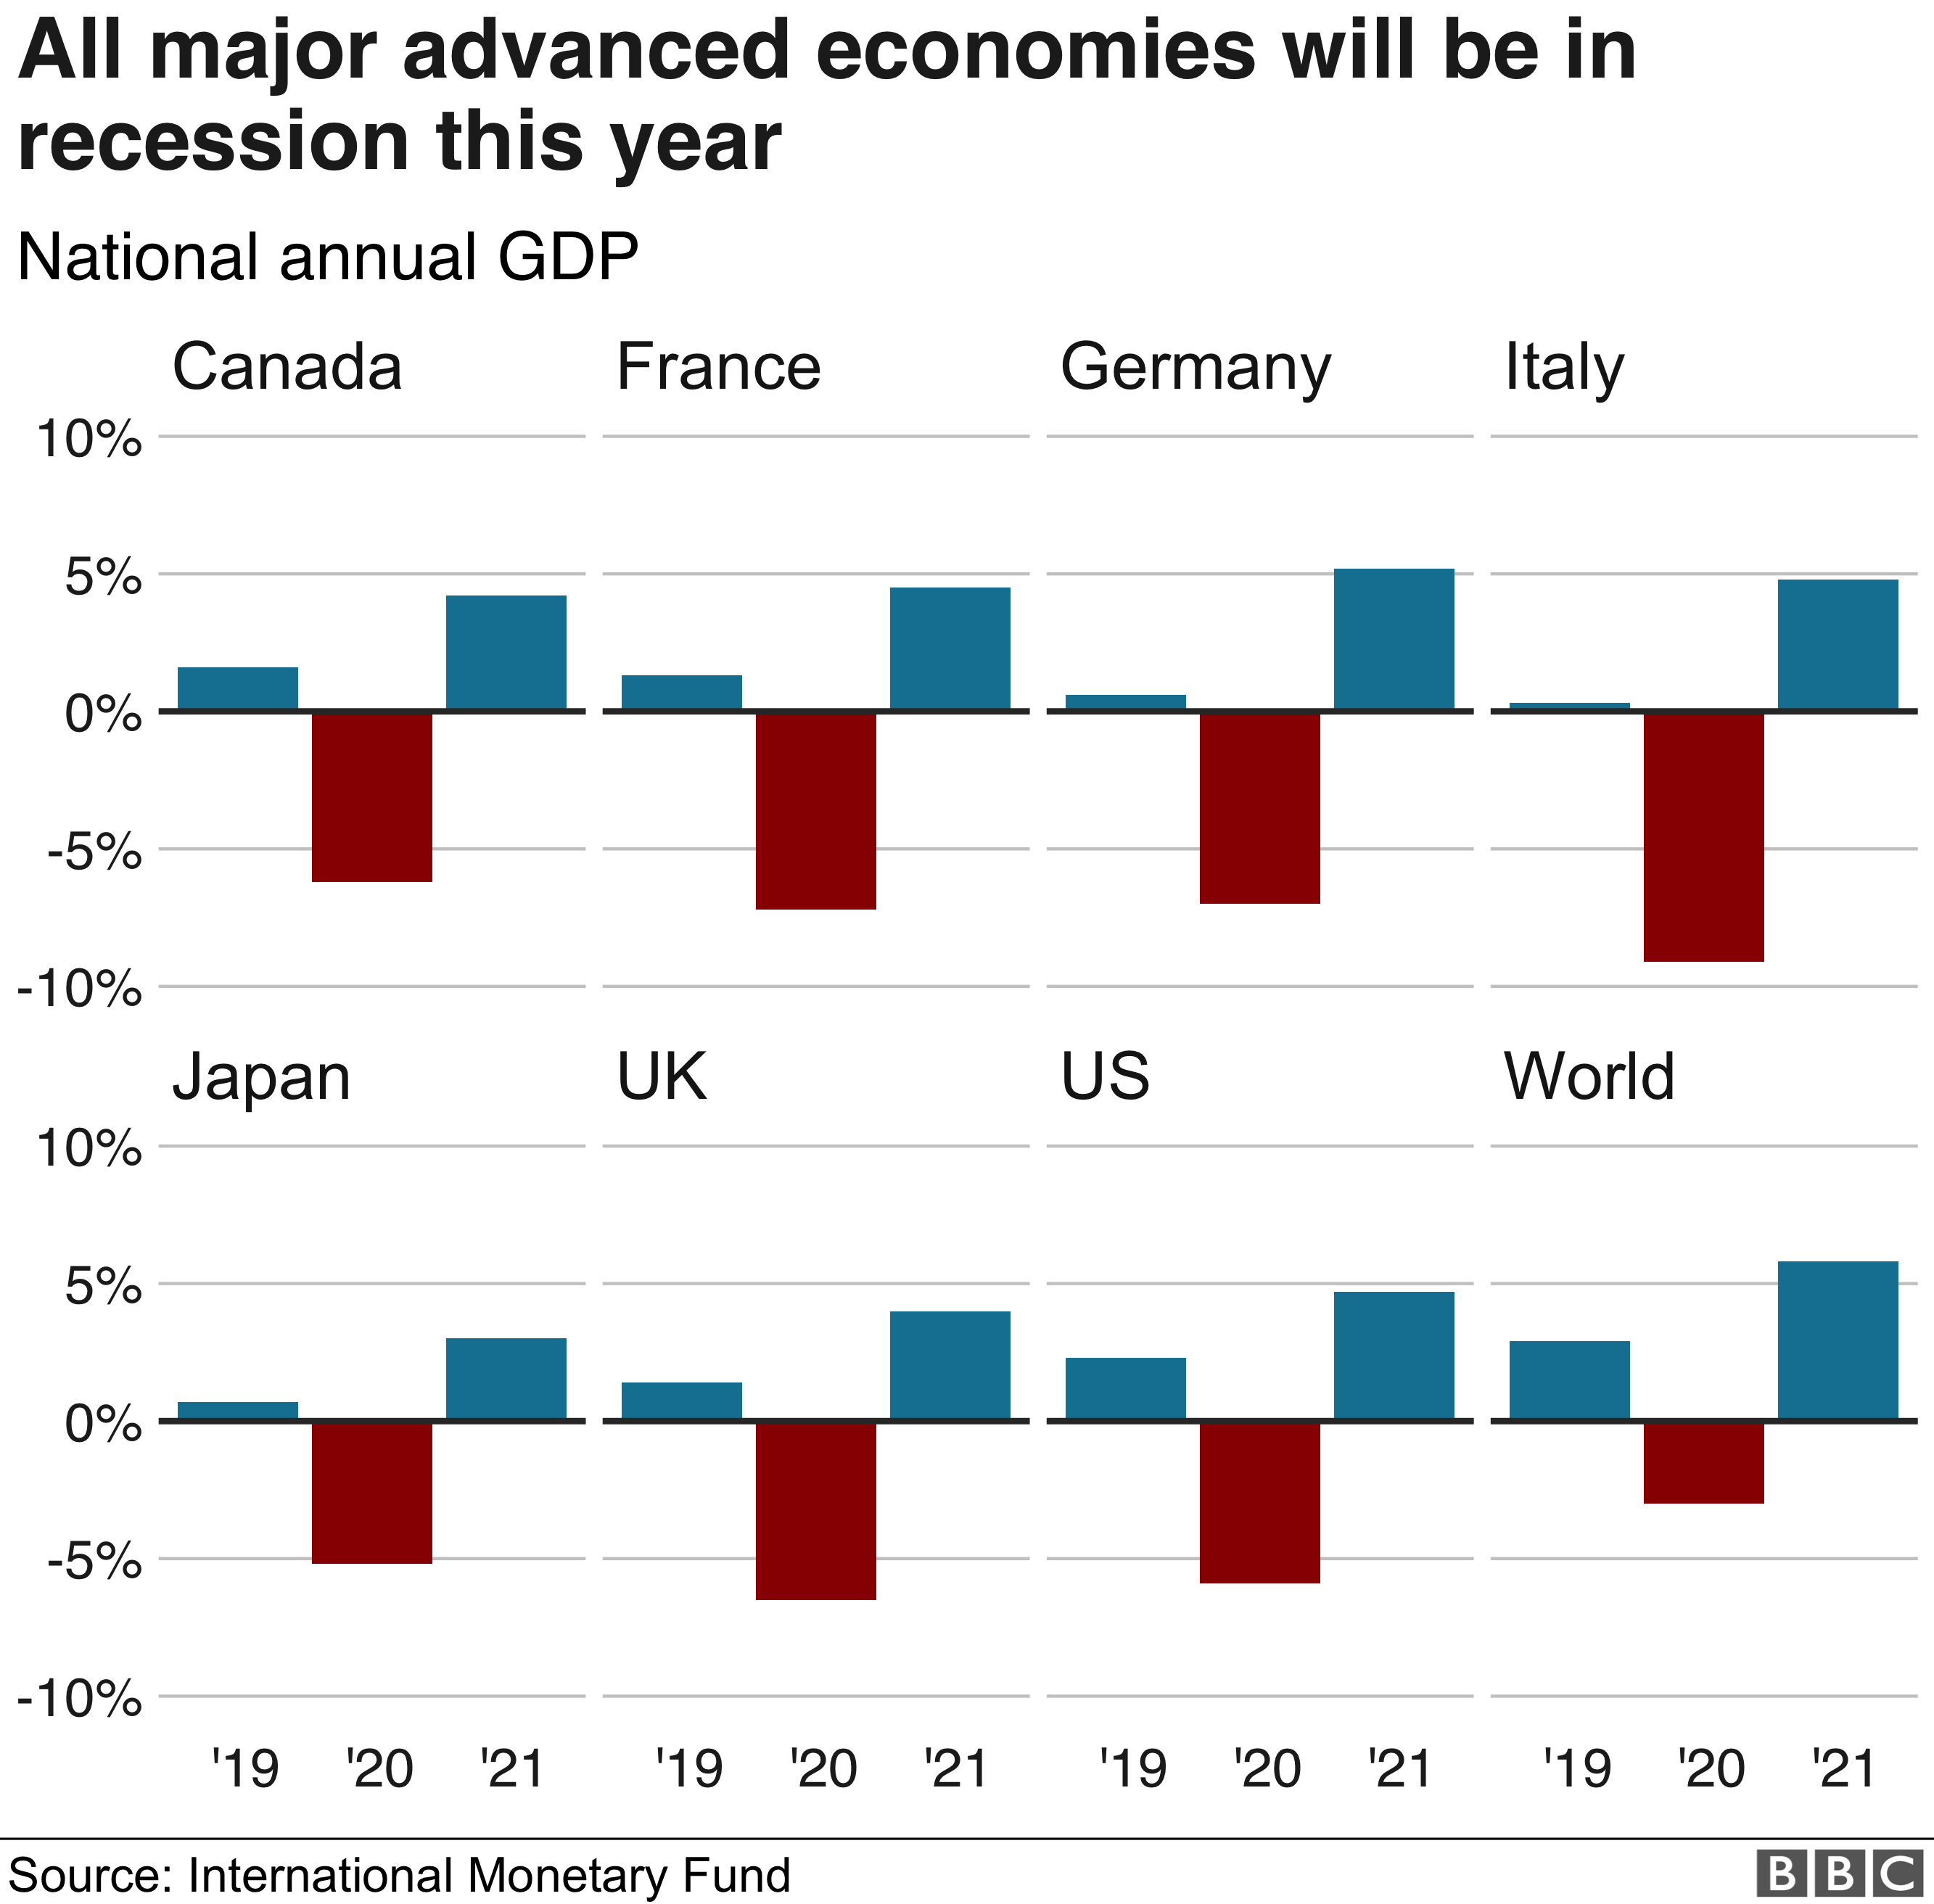 All major advanced economies will be in
recession this year
National annual GDP
Canada France Germany Italy
10%
5%
0%
-5%
-10%
Japan UK US World
10%
5%
0%
-5%
-10%
'19 '20 '21 '19 '20 '21 '19 '20 '21 '19 '20 '21
Source: International Monetary Fund BBC